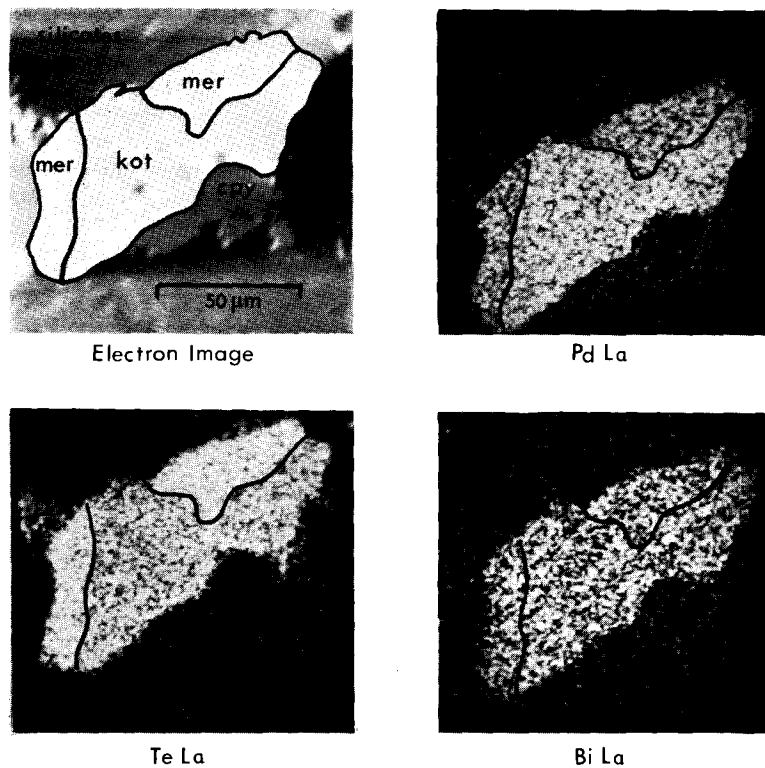 silicates
mer
mer
kot
cpy
50 µm
Electron Image
Pd La
Te La
Bi La